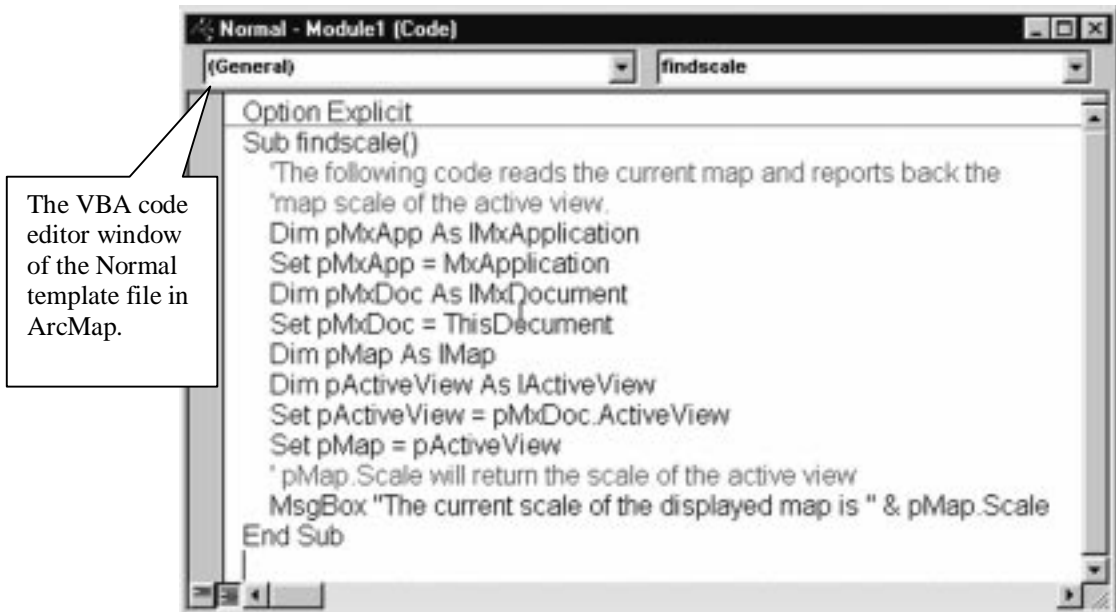 Normal - Module1 (Code)
(General)
findscale
Option Explicit
Sub findscale()
'The following code reads the current map and reports back the
'map scale of the active view.
Dim pMxApp As IMxApplication
Set pMxApp = MxApplication
Dim pMxDoc As IMxDocument
Set pMxDoc = ThisDocument
Dim pMap As IMap
Dim pActiveView As IActiveView
Set pActiveView = pMxDoc.ActiveView
Set pMap = pActiveView
' pMap.Scale will return the scale of the active view
MsgBox "The current scale of the displayed map is " & pMap.Scale
End Sub
The VBA code
editor window
of the Normal
template file in
ArcMap.